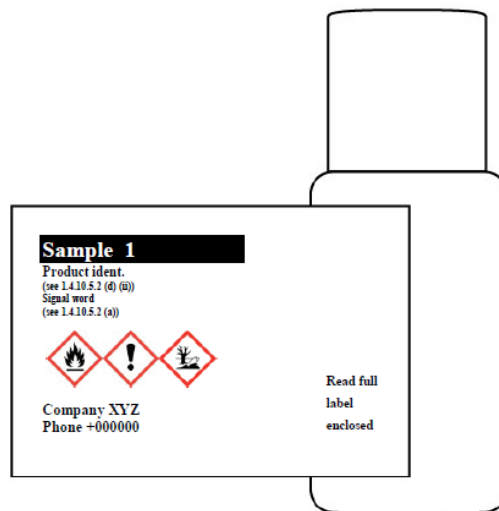 Sample 1
Product ident.
(see 1.4.10.5.2 (d) (ii))
Signal word
(see 1.4.10.5.2 (a))
Company XYZ
Phone +000000
Read full
label
enclosed